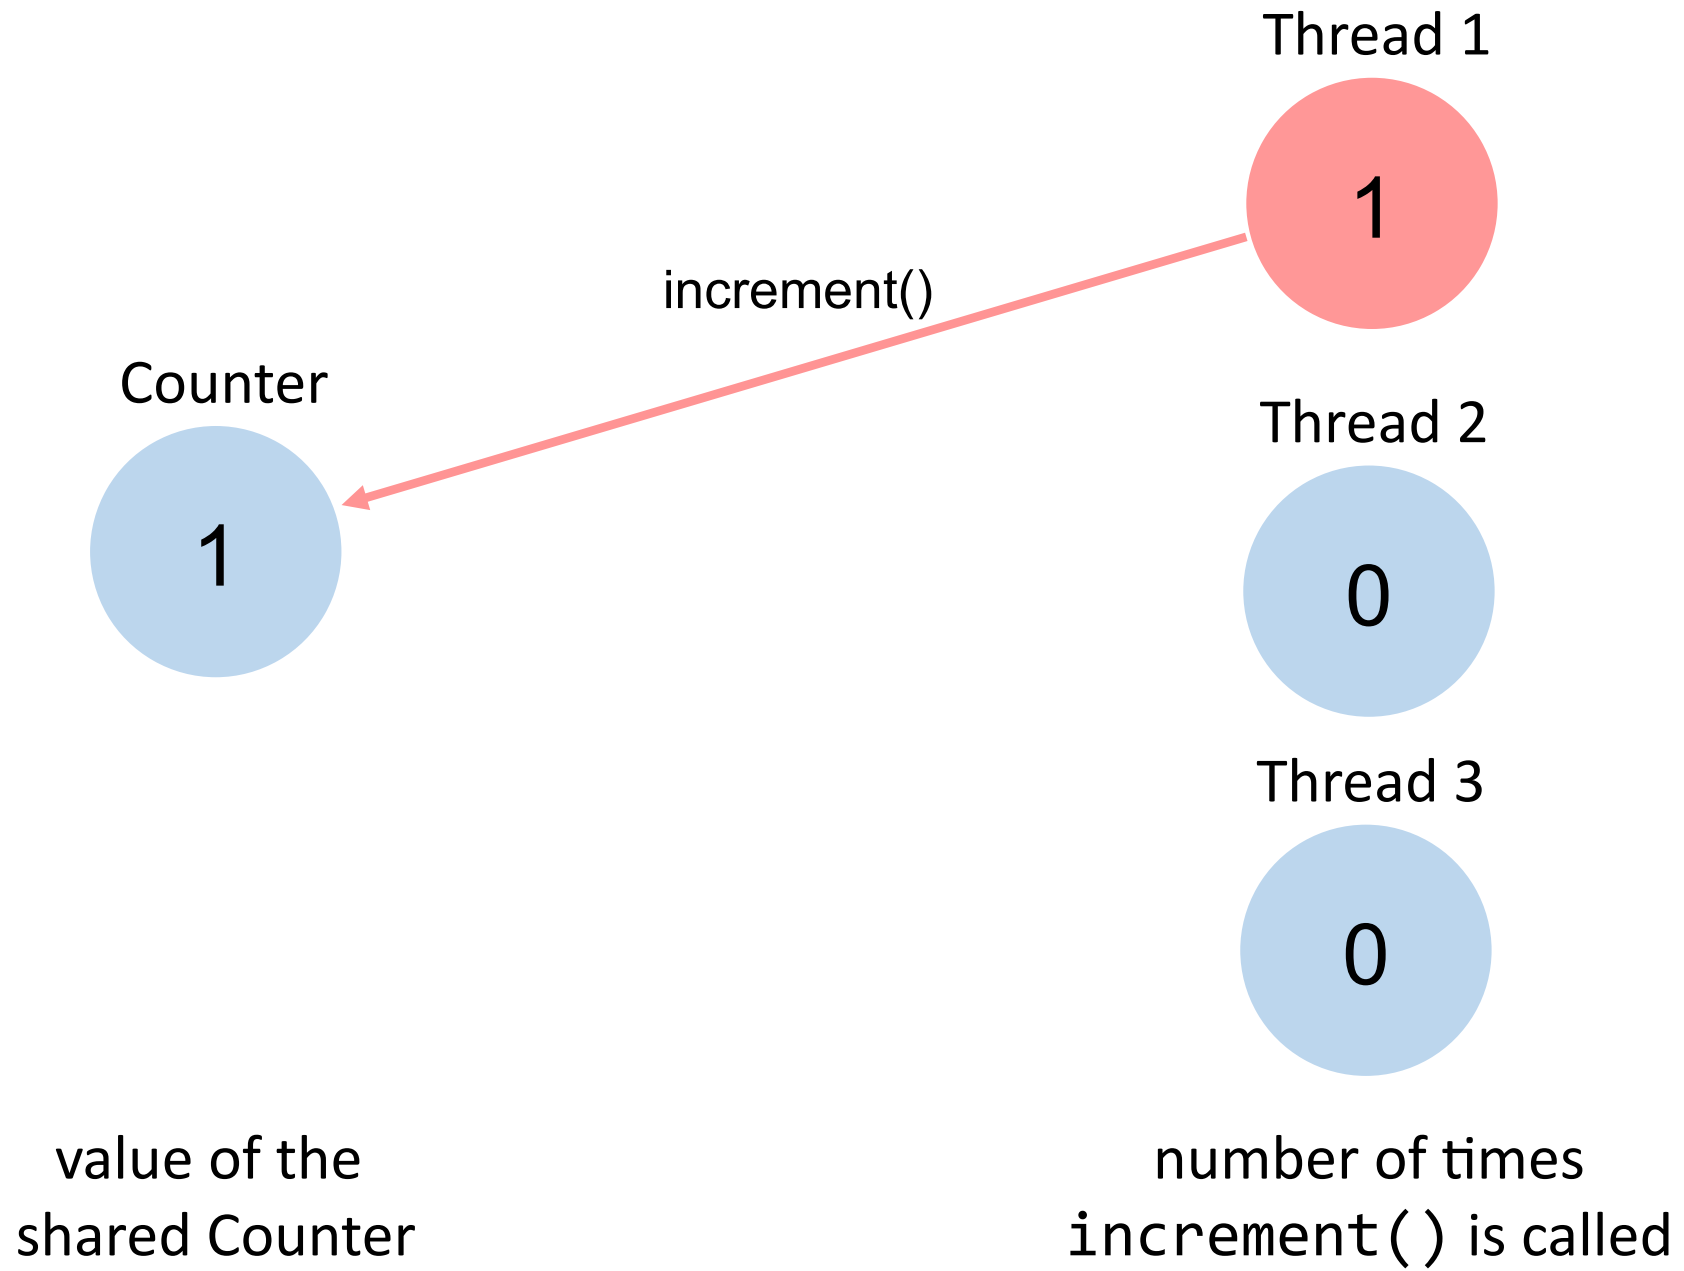 Thread 1
1
increment()
Counter
1
Thread 2
0
Thread 3
0
value of the
shared Counter
number of times
increment() is called